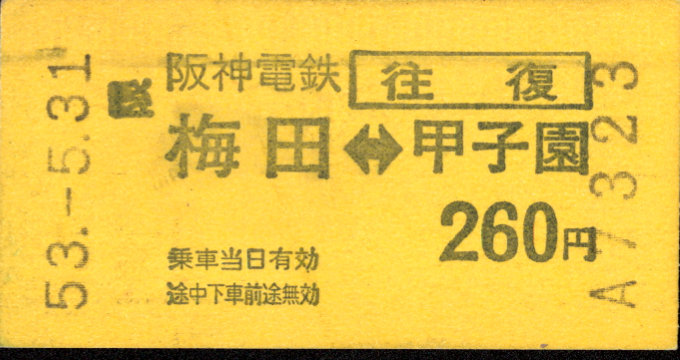 阪神電鉄 往復
梅田⇔甲子園
260円
乗車当日有効
途中下車前途無効
53.-5.31
A7323